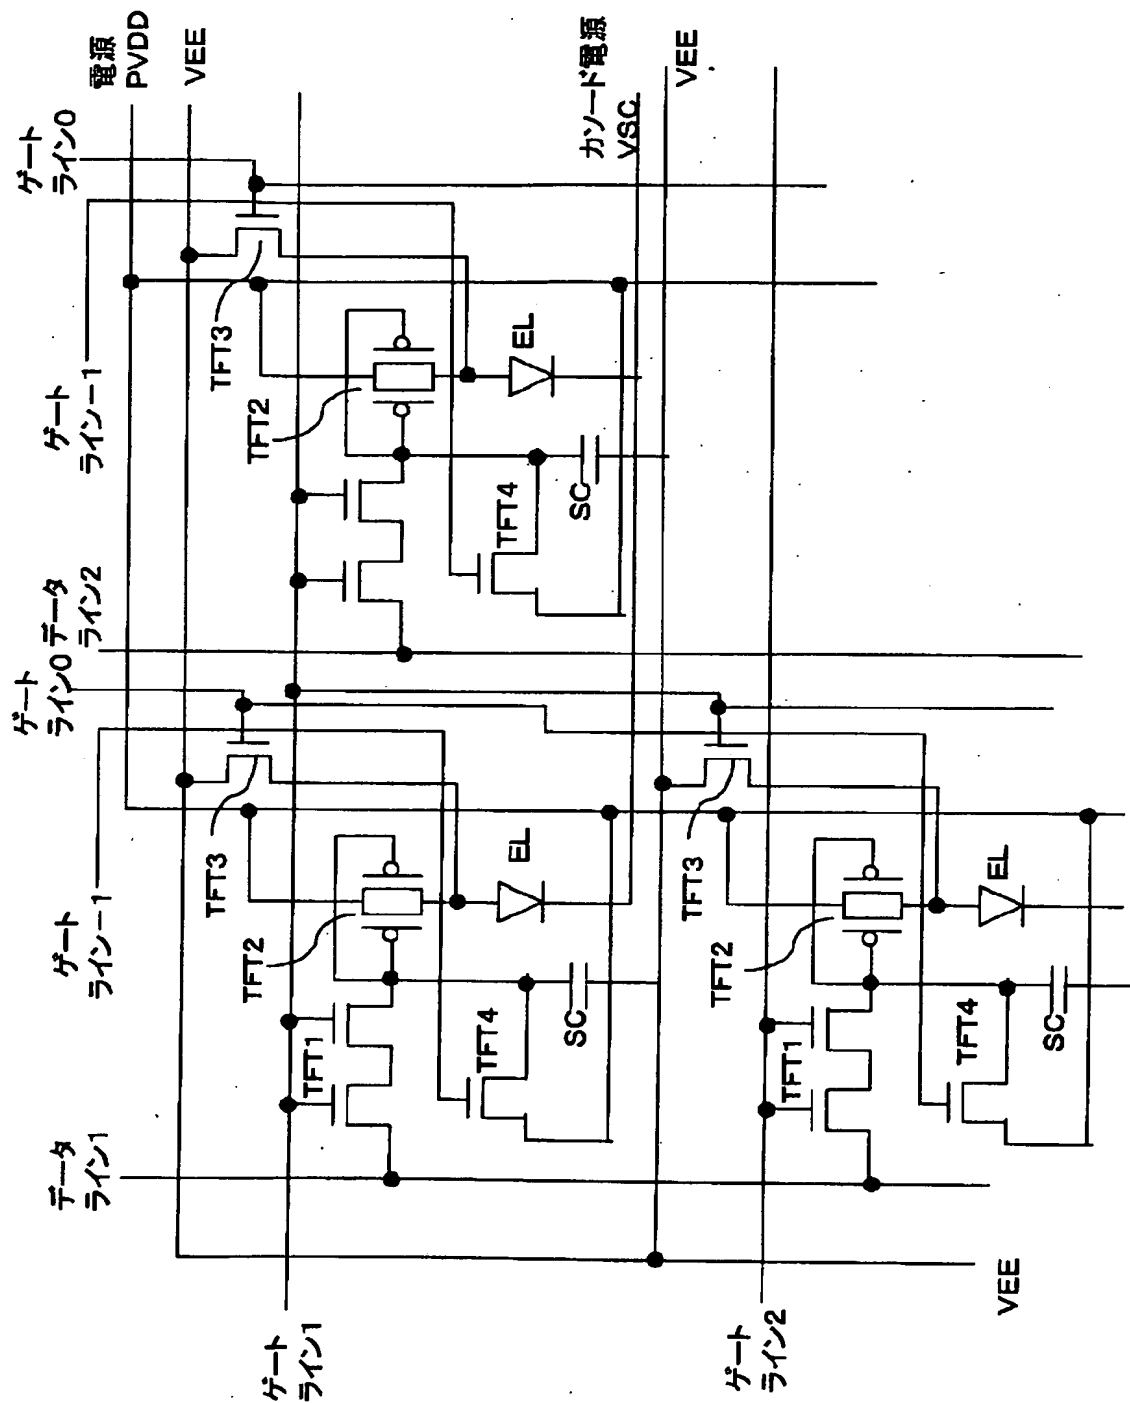 電源
PVDD
VEE
ゲート
ライン0
カソード電源
VSC
VEE
ゲート
ライン−1
TFT3
TFT2
EL
TFT4
SC
データ
ライン2
ゲート
ライン0
ゲート
ライン−1
TFT3
TFT2
EL
TFT1
TFT4
SC
TFT3
TFT2
EL
TFT1
TFT4
SC
データ
ライン1
VEE
ゲート
ライン1
ゲート
ライン2